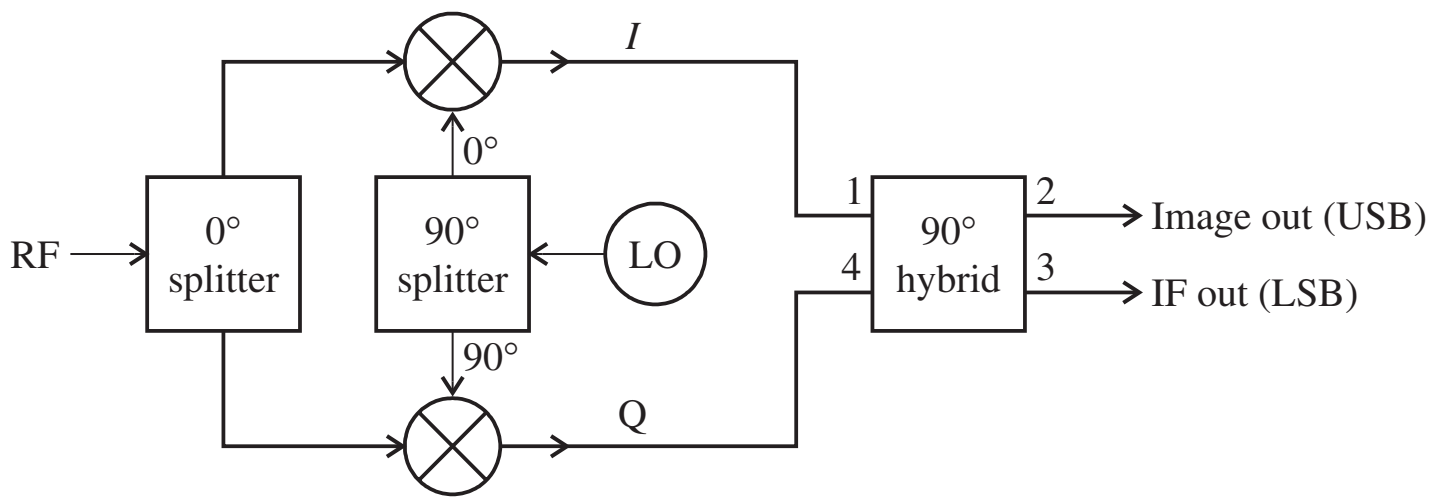 I
0°
1
2
0°
splitter
90°
splitter
90°
hybrid
RF
LO
Image out (USB)
4
3
IF out (LSB)
90°
Q